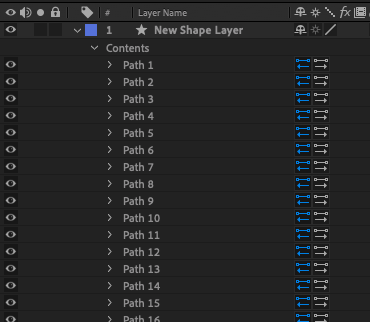 # Layer Name fx
1 New Shape Layer
Contents
Path 1
Path 2
Path 3
Path 4
Path 5
Path 6
Path 7
Path 8
Path 9
Path 10
Path 11
Path 12
Path 13
Path 14
Path 15
Path 16